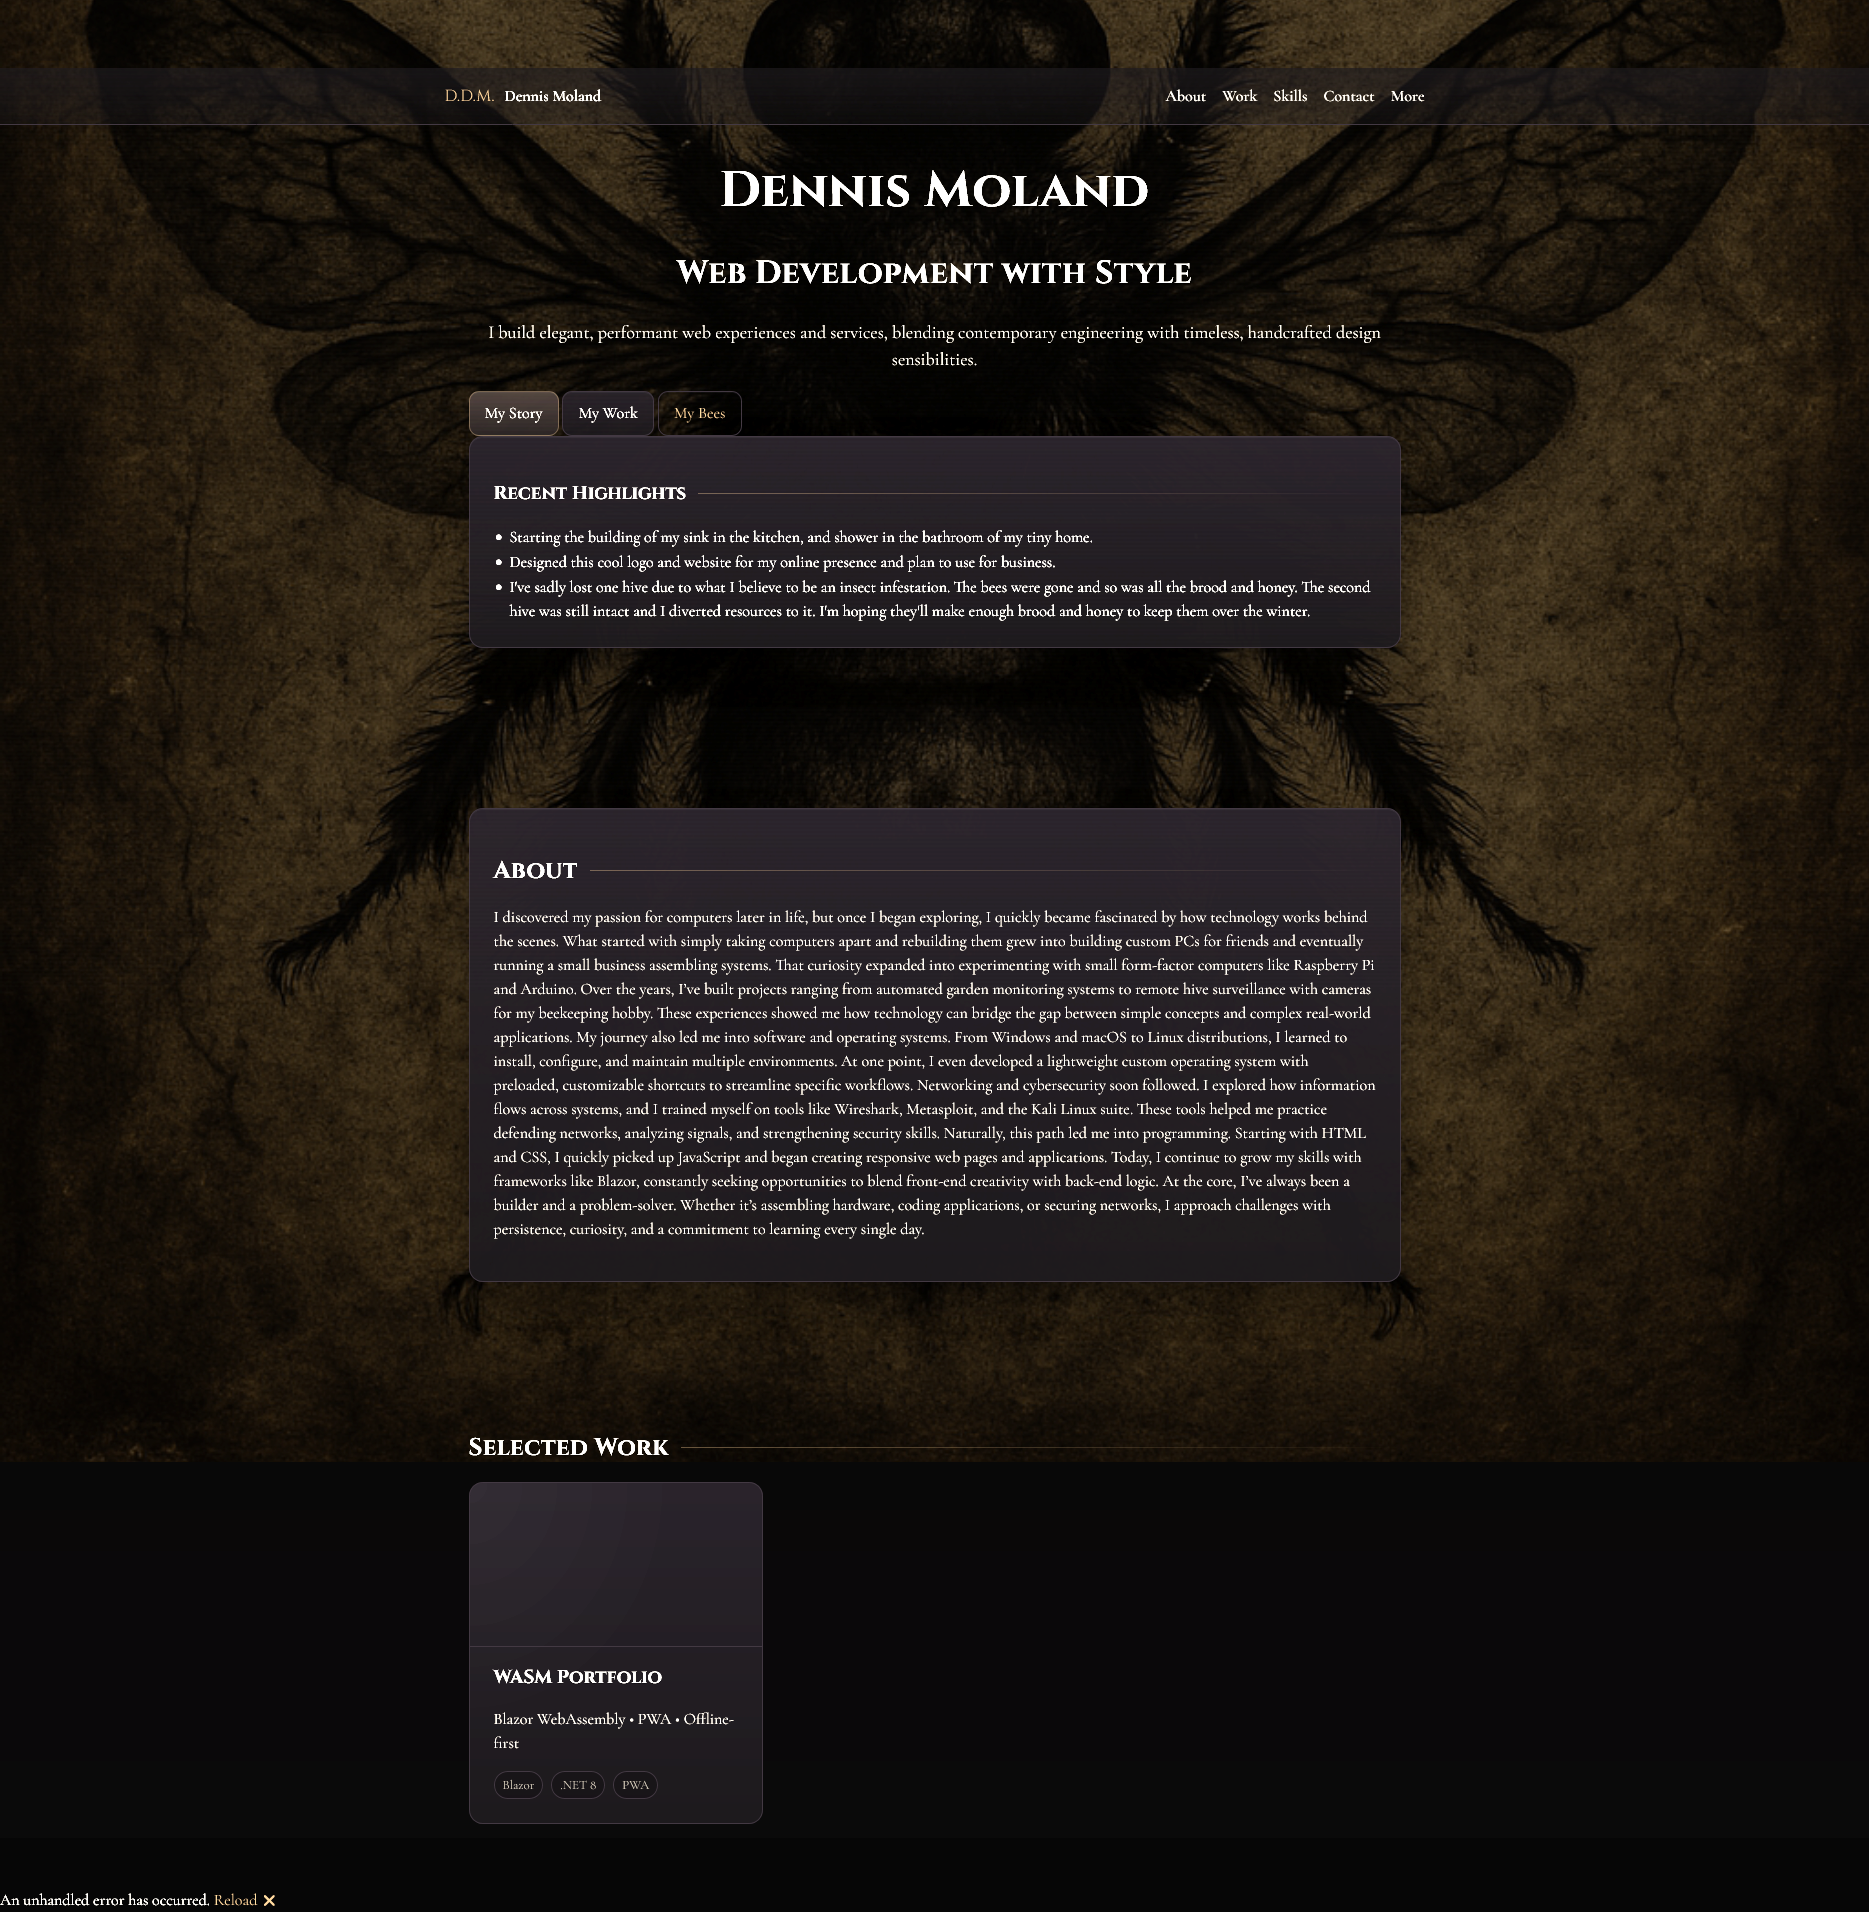 D.D.M. Dennis Moland
About Work Skills Contact More
Dennis Moland
Web Development with Style
I build elegant, performant web experiences and services, blending contemporary engineering with timeless, handcrafted design
sensibilities.
My Story My Work My Bees
Recent Highlights
• Starting the building of my sink in the kitchen, and shower in the bathroom of my tiny home.
• Designed this cool logo and website for my online presence and plan to use for business.
• I've sadly lost one hive due to what I believe to be an insect infestation. The bees were gone and so was all the brood and honey. The second
hive was still intact and I diverted resources to it. I'm hoping they'll make enough brood and honey to keep them over the winter.
About
I discovered my passion for computers later in life, but once I began exploring, I quickly became fascinated by how technology works behind
the scenes. What started with simply taking computers apart and rebuilding them grew into building custom PCs for friends and eventually
running a small business assembling systems. That curiosity expanded into experimenting with small form-factor computers like Raspberry Pi
and Arduino. Over the years, I’ve built projects ranging from automated garden monitoring systems to remote hive surveillance with cameras
for my beekeeping hobby. These experiences showed me how technology can bridge the gap between simple concepts and complex real-world
applications. My journey also led me into software and operating systems. From Windows and macOS to Linux distributions, I learned to
install, configure, and maintain multiple environments. At one point, I even developed a lightweight custom operating system with
preloaded, customizable shortcuts to streamline specific workflows. Networking and cybersecurity soon followed. I explored how information
flows across systems, and I trained myself on tools like Wireshark, Metasploit, and the Kali Linux suite. These tools helped me practice
defending networks, analyzing signals, and strengthening security skills. Naturally, this path led me into programming. Starting with HTML
and CSS, I quickly picked up JavaScript and began creating responsive web pages and applications. Today, I continue to grow my skills with
frameworks like Blazor, constantly seeking opportunities to blend front-end creativity with back-end logic. At the core, I’ve always been a
builder and a problem-solver. Whether it’s assembling hardware, coding applications, or securing networks, I approach challenges with
persistence, curiosity, and a commitment to learning every single day.
Selected Work
WASM Portfolio
Blazor WebAssembly • PWA • Offline-
first
Blazor .NET 8 PWA
An unhandled error has occurred. Reload ❌